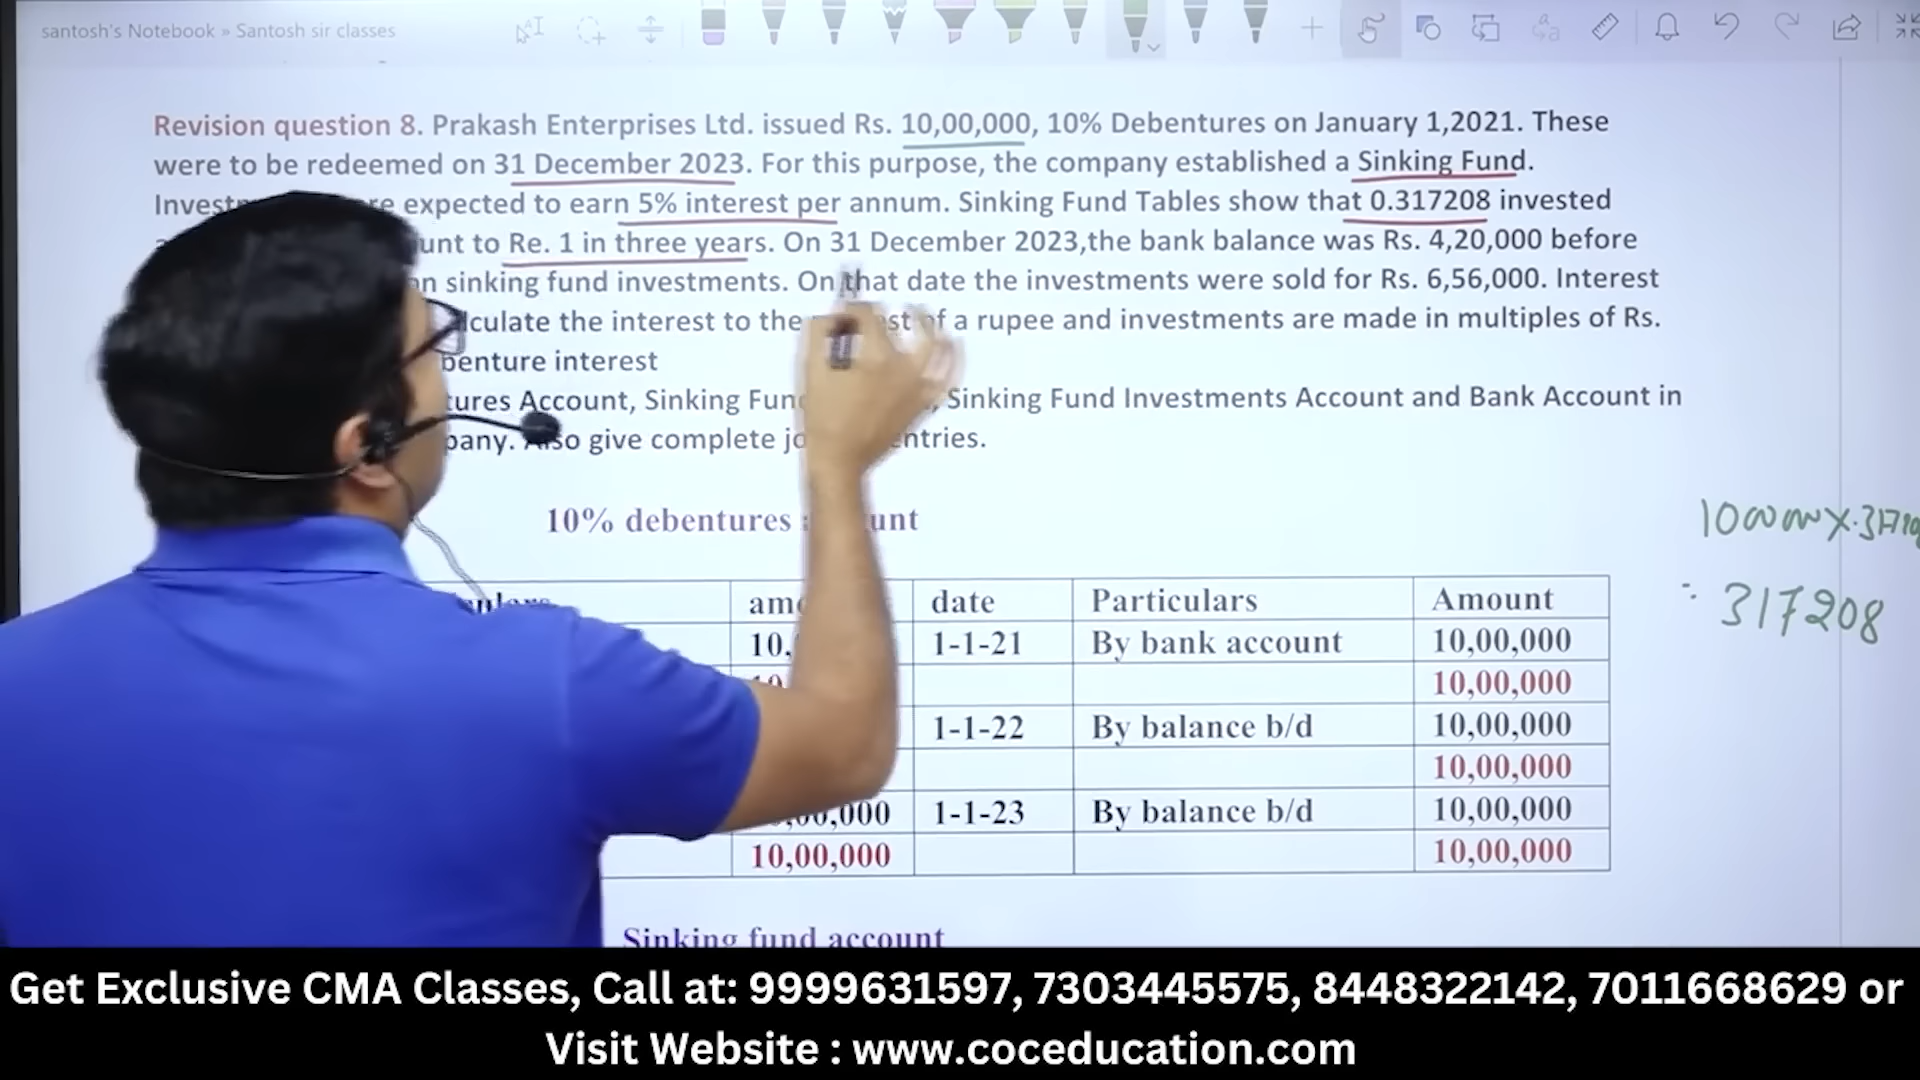 santosh's Notebook » Santosh sir classes
Revision question 8. Prakash Enterprises Ltd. issued Rs. 10,00,000, 10% Debentures on January 1,2021. These
were to be redeemed on 31 December 2023. For this purpose, the company established a Sinking Fund.
expected to earn 5% interest per annum. Sinking Fund Tables show that 0.317208 invested
to Re. 1 in three years. On 31 December 2023,the bank balance was Rs. 4,20,000 before
sinking fund investments. On that date the investments were sold for Rs. 6,56,000. Interest
the interest to the of a rupee and investments are made in multiples of Rs.
interest
Account, Sinking Sinking Fund Investments Account and Bank Account in
Also give complete
10% debentures
date Particulars Amount
1-1-21 By bank account 10,00,000
10,00,000
1-1-22 By balance b/d 10,00,000
10,00,000
1-1-23 By balance b/d 10,00,000
10,00,000 10,00,000
317208
Sinking fund account
Get Exclusive CMA Classes, Call at: 9999631597, 7303445575, 8448322142, 7011668629 or
Visit Website : www.coceducation.com